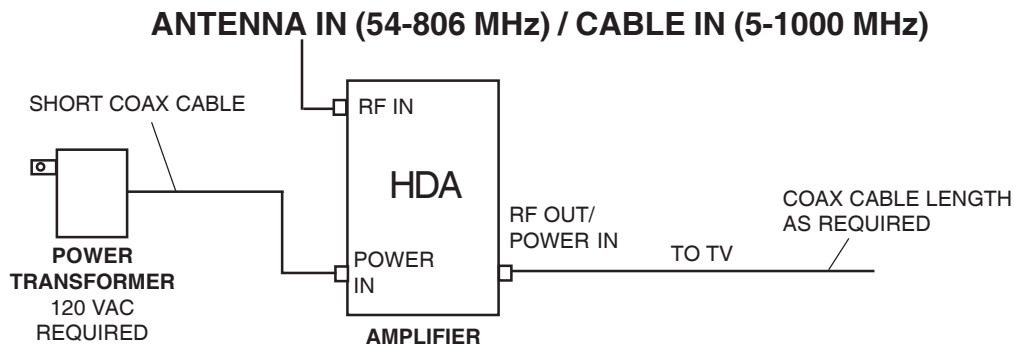 ANTENNA IN (54-806 MHz) / CABLE IN (5-1000 MHz)
SHORT COAX CABLE
RF IN
HDA
POWER
TRANSFORMER
120 VAC
REQUIRED
POWER
IN
AMPLIFIER
RF OUT/
POWER IN
TO TV
COAX CABLE LENGTH
AS REQUIRED